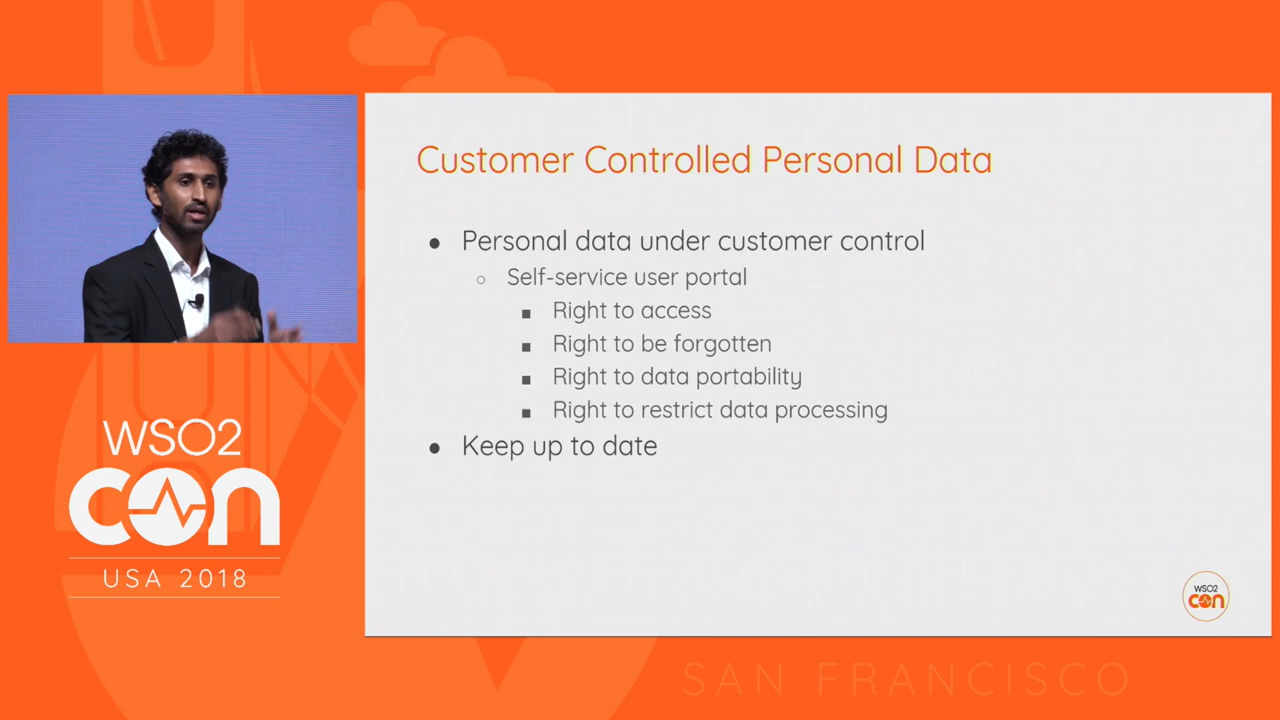 Customer Controlled Personal Data
● Personal data under customer control
○ Self-service user portal
■ Right to access
■ Right to be forgotten
■ Right to data portability
■ Right to restrict data processing
● Keep up to date
WSO2
con
USA 2018
WSO2
con
SAN FRANCISCO